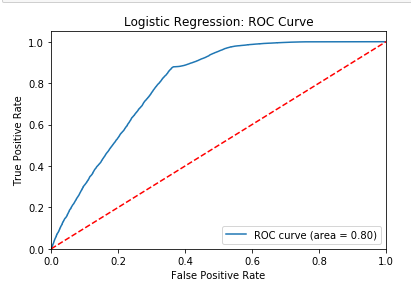 Logistic Regression: ROC Curve
1.0
0.8
0.6
0.4
0.2
0.0
True Positive Rate
ROC curve (area = 0.80)
0.0 0.2 0.4 0.6 0.8 1.0
False Positive Rate